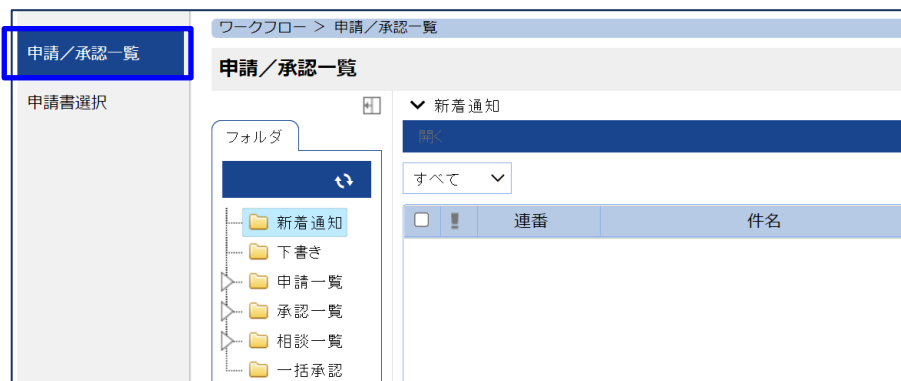 ワークフロー > 申請／承認一覧
申請／承認一覧
申請書選択
申請／承認一覧
フォルダ
新着通知
下書き
申請一覧
承認一覧
相談一覧
一括承認
新着通知
開く
すべて
連番 件名